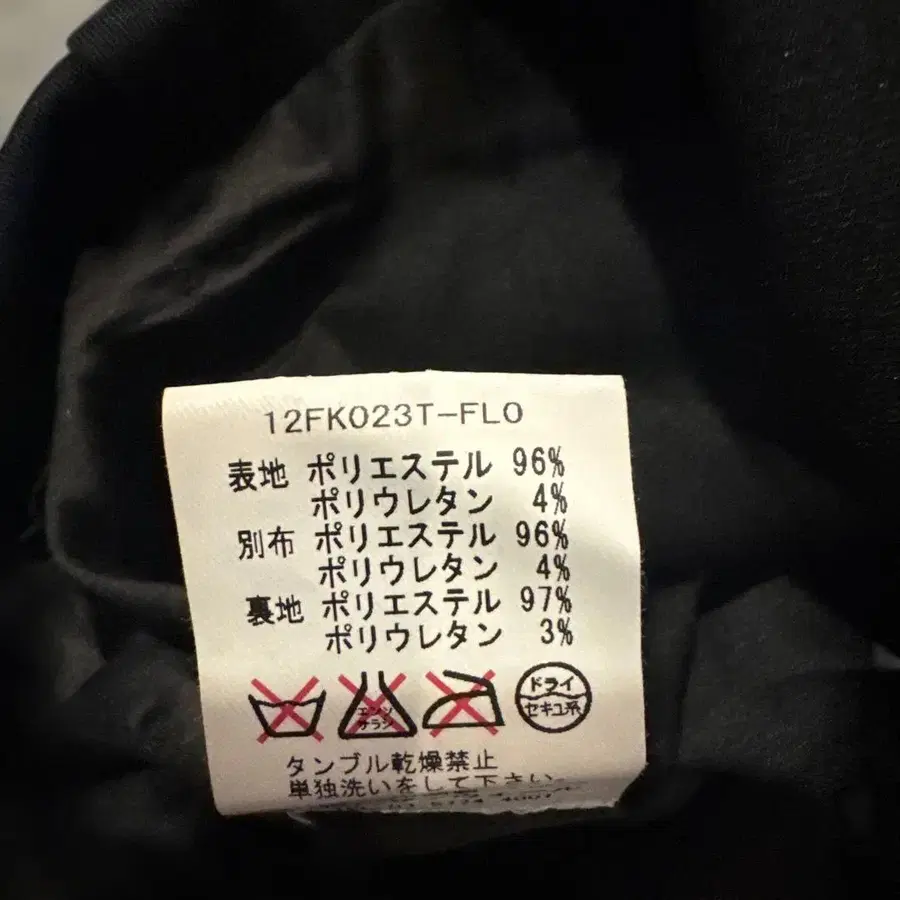 12FK023T-FLO
表地 ポリエステル 96%
ポリウレタン 4%
別布 ポリエステル 96%
ポリウレタン 4%
裏地 ポリエステル 97%
ポリウレタン 3%
エンソ サラシ ドライ セキユ系
タンブル乾燥禁止
単独洗いをして下さい